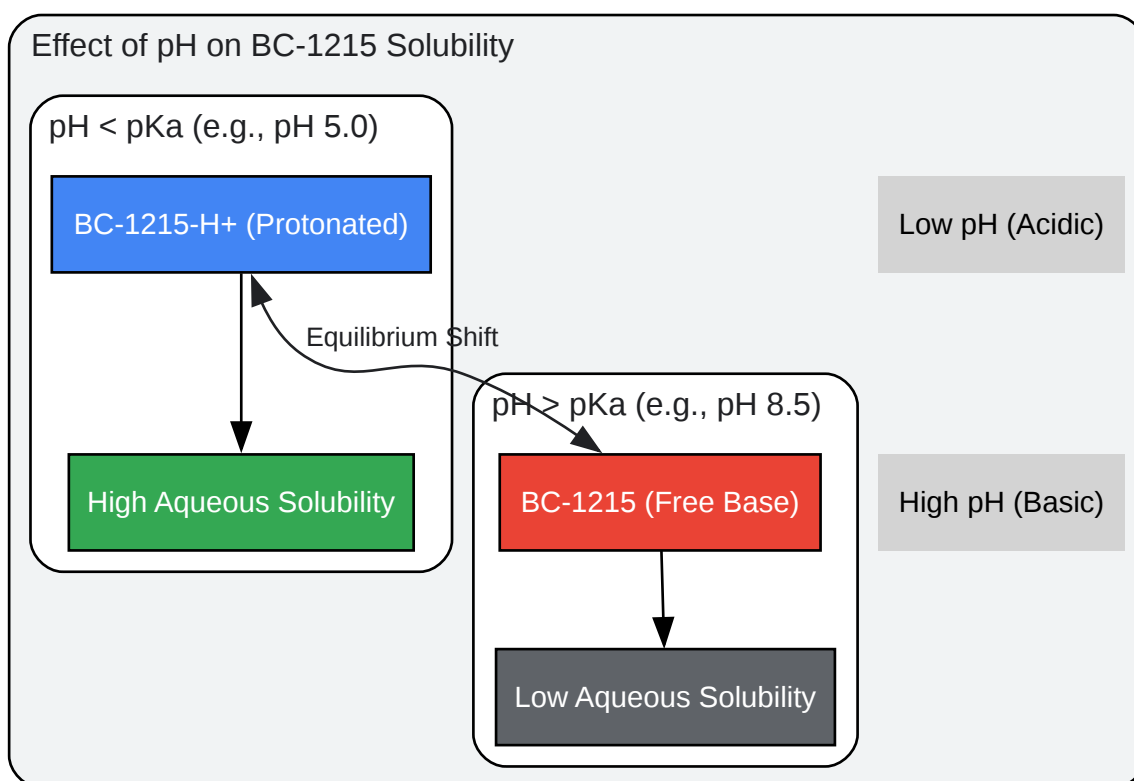 Effect of pH on BC-1215 Solubility
pH < pKa (e.g., pH 5.0)
BC-1215-H+ (Protonated)
Low pH (Acidic)
Equilibrium Shift
pH > pKa (e.g., pH 8.5)
High Aqueous Solubility
BC-1215 (Free Base)
High pH (Basic)
Low Aqueous Solubility